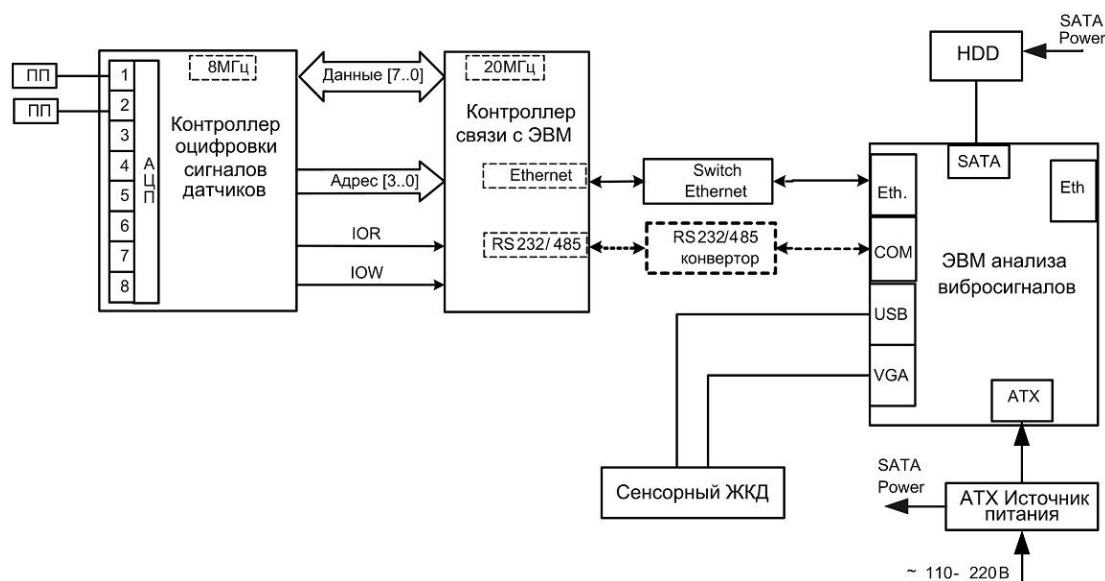 ПП
ПП
1
2
3
4
5
6
7
8
АЦП
8МГц
Контроллер
оцифровки
сигналов
датчиков
Данные [7..0]
Адрес [3..0]
IOR
IOW
20МГц
Контроллер
связи с ЭВМ
Ethernet
RS232/485
Switch
Ethernet
RS232/485
конвертор
SATA
Power
HDD
SATA
Eth.
COM
USB
VGA
Eth
ЭВМ анализа
вибросигналов
ATX
Сенсорный ЖКД
SATA
Power
АТХ Источник
питания
~ 110- 220В